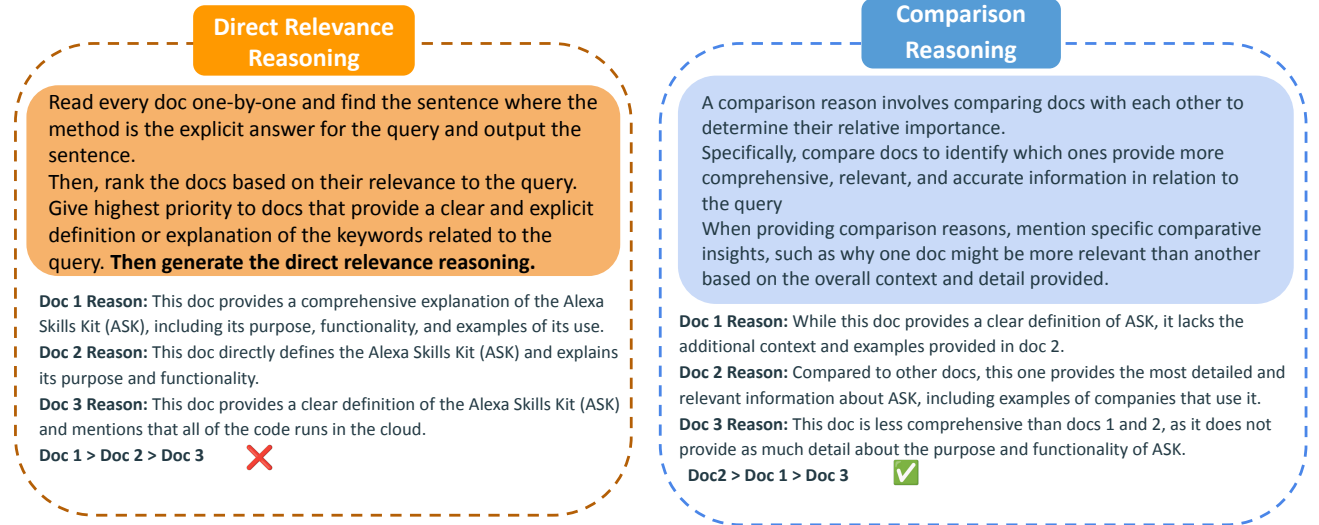 Direct Relevance
Reasoning
Read every doc one-by-one and find the sentence where the
method is the explicit answer for the query and output the
sentence.
Then, rank the docs based on their relevance to the query.
Give highest priority to docs that provide a clear and explicit
definition or explanation of the keywords related to the
query. Then generate the direct relevance reasoning.
Doc 1 Reason: This doc provides a comprehensive explanation of the Alexa
Skills Kit (ASK), including its purpose, functionality, and examples of its use.
Doc 2 Reason: This doc directly defines the Alexa Skills Kit (ASK) and explains
its purpose and functionality.
Doc 3 Reason: This doc provides a clear definition of the Alexa Skills Kit (ASK)
and mentions that all of the code runs in the cloud.
Doc 1 > Doc 2 > Doc 3
Comparison
Reasoning
A comparison reason involves comparing docs with each other to
determine their relative importance.
Specifically, compare docs to identify which ones provide more
comprehensive, relevant, and accurate information in relation to
the query
When providing comparison reasons, mention specific comparative
insights, such as why one doc might be more relevant than another
based on the overall context and detail provided.
Doc 1 Reason: While this doc provides a clear definition of ASK, it lacks the
additional context and examples provided in doc 2.
Doc 2 Reason: Compared to other docs, this one provides the most detailed and
relevant information about ASK, including examples of companies that use it.
Doc 3 Reason: This doc is less comprehensive than docs 1 and 2, as it does not
provide as much detail about the purpose and functionality of ASK.
Doc2 > Doc 1 > Doc 3